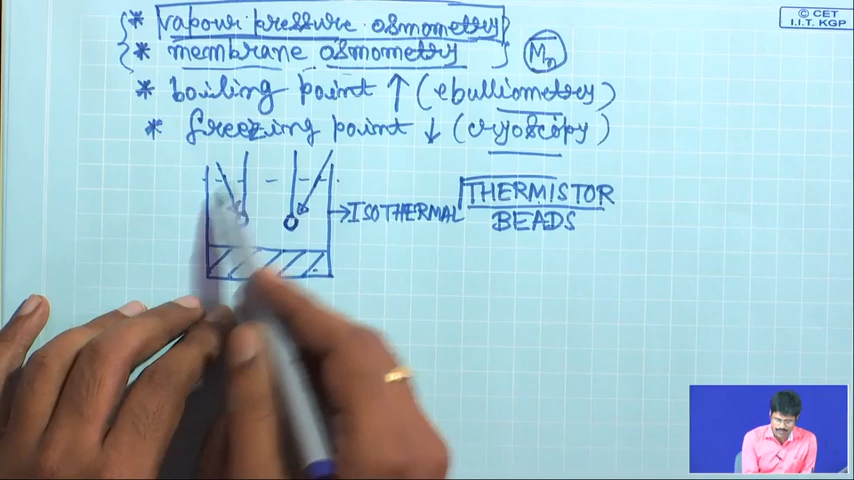 * vapour pressure osmometry
© CET
I.I.T. KGP
* membrane osmometry
Mn
* boiling point ↑ (ebulliometry)
* freezing point ↓ (cryoscopy)
→ ISOTHERMAL
THERMISTOR
BEADS